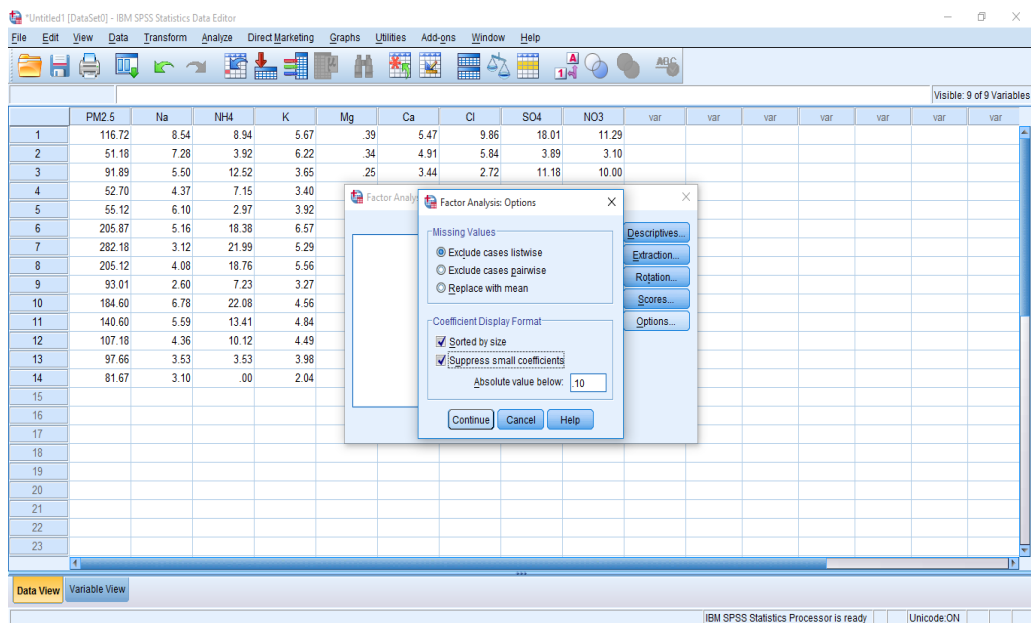 *Untitled1 [DataSet0] - IBM SPSS Statistics Data Editor
File Edit View Data Transform Analyze Direct Marketing Graphs Utilities Add-ons Window Help
Visible: 9 of 9 Variables
PM2.5 Na NH4 K Mg Ca Cl SO4 NO3 var var var var var var
1 116.72 8.54 8.94 5.67 .39 5.47 9.86 18.01 11.29
2 51.18 7.28 3.92 6.22 .34 4.91 5.84 3.89 3.10
3 91.89 5.50 12.52 3.65 .25 3.44 2.72 11.18 10.00
4 52.70 4.37 7.15 3.40
5 55.12 6.10 2.97 3.92
6 205.87 5.16 18.38 6.57
7 282.18 3.12 21.99 5.29
8 205.12 4.08 18.76 5.56
9 93.01 2.60 7.23 3.27
10 184.60 6.78 22.08 4.56
11 140.60 5.59 13.41 4.84
12 107.18 4.36 10.12 4.49
13 97.66 3.53 3.53 3.98
14 81.67 3.10 .00 2.04
15
16
17
18
19
20
21
22
23
Factor Analy
Descriptives...
Extraction...
Rotation...
Scores...
Options...
Factor Analysis: Options
Missing Values
Exclude cases listwise
Exclude cases pairwise
Replace with mean
Coefficient Display Format
Sorted by size
Suppress small coefficients
Absolute value below: .10
Continue Cancel Help
Data View Variable View
IBM SPSS Statistics Processor is ready Unicode:ON